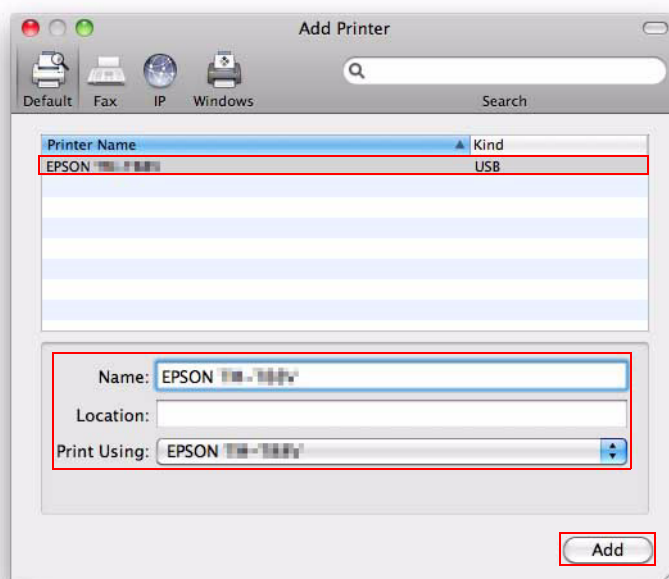 Add Printer
Default Fax IP Windows Search
Printer Name Kind
EPSON USB
Name: EPSON
Location:
Print Using: EPSON
Add